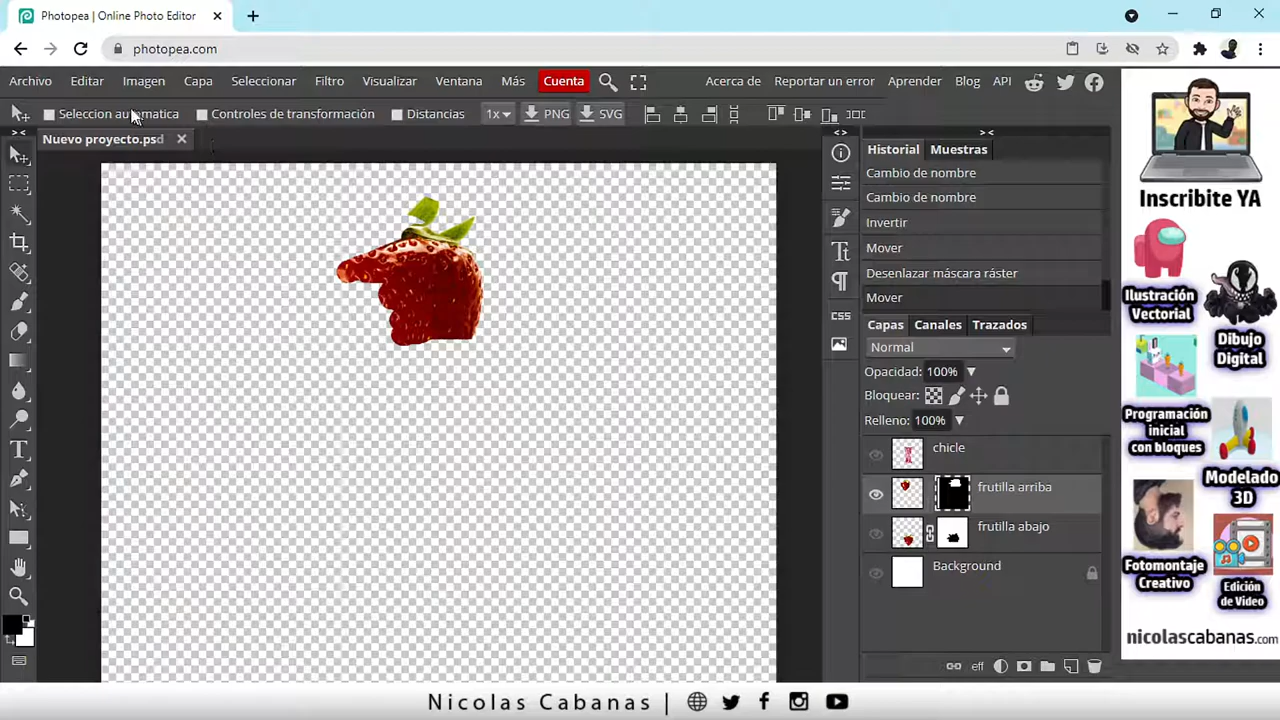 Photopea | Online Photo Editor
photopea.com
Archivo Editar Imagen Capa Seleccionar Filtro Visualizar Ventana Más Cuenta Acerca de Reportar un error Aprender Blog API
Seleccion automatica Controles de transformación Distancias 1x PNG SVG
Nuevo proyecto.psd
Historial Muestras
Cambio de nombre
Cambio de nombre
Invertir
Mover
Desenlazar máscara ráster
Mover
CSS
Capas Canales Trazados
Normal
Opacidad: 100%
Bloquear:
Relleno: 100%
chicle
frutilla arriba
frutilla abajo
Background
eff
Inscribite YA
Ilustración
Vectorial
Dibujo
Digital
Programación
inicial
con bloques
Modelado
3D
Fotomontaje
Creativo
Edición
de Video
nicolascabanas.com
Nicolas Cabanas |